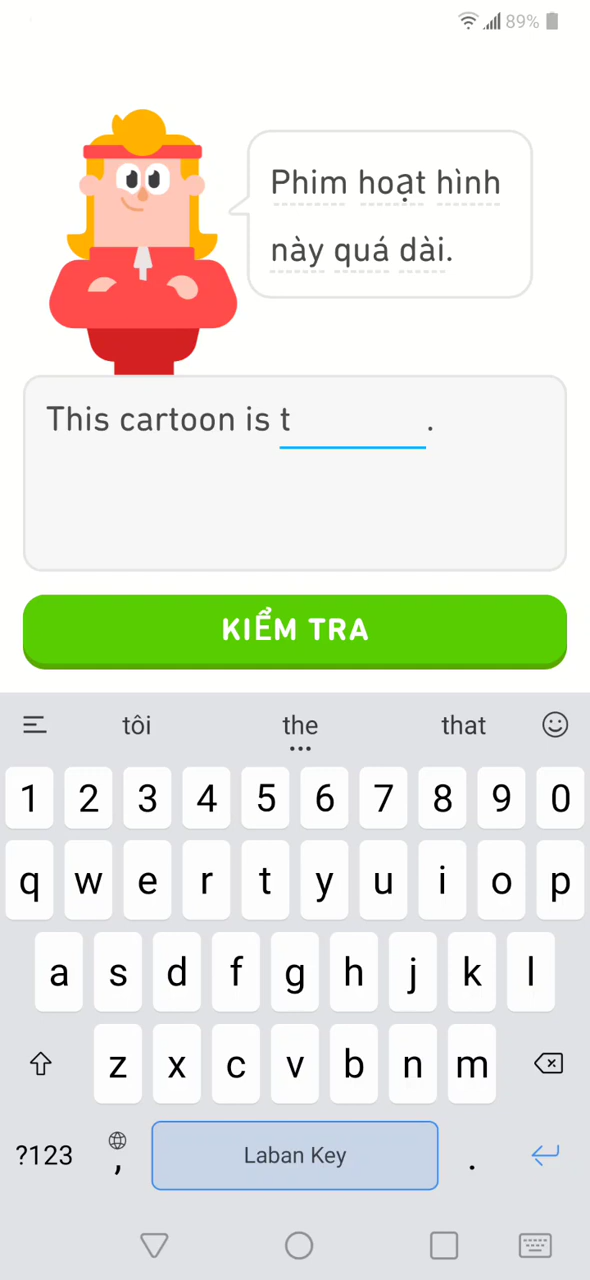 89%
Phim hoạt hình
này quá dài.
This cartoon is t .
KIỂM TRA
tôi the that
1 2 3 4 5 6 7 8 9 0
q w e r t y u i o p
a s d f g h j k l
z x c v b n m
?123 , Laban Key .